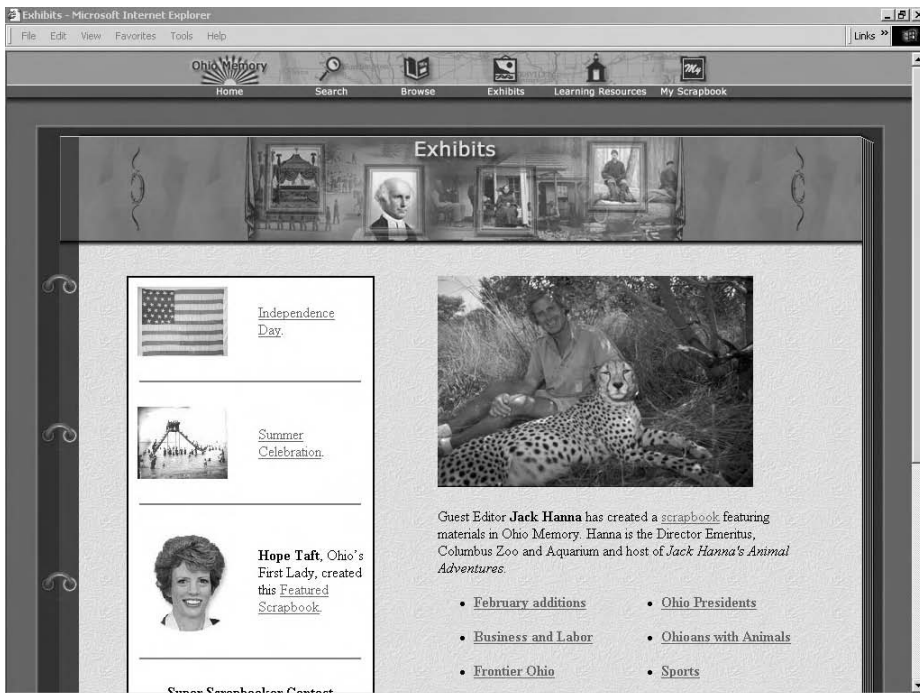 Exhibits - Microsoft Internet Explorer
File Edit View Favorites Tools Help
Links »
Ohio Memory
Home Search Browse Exhibits Learning Resources My Scrapbook
My
Exhibits
Independence
Day.
Summer
Celebration.
Hope Taft, Ohio's
First Lady, created
this Featured
Scrapbook.
Super Scrapbooker Contest
Guest Editor Jack Hanna has created a scrapbook featuring
materials in Ohio Memory. Hanna is the Director Emeritus,
Columbus Zoo and Aquarium and host of Jack Hanna's Animal
Adventures.
• February additions
• Business and Labor
• Frontier Ohio
• Ohio Presidents
• Ohioans with Animals
• Sports